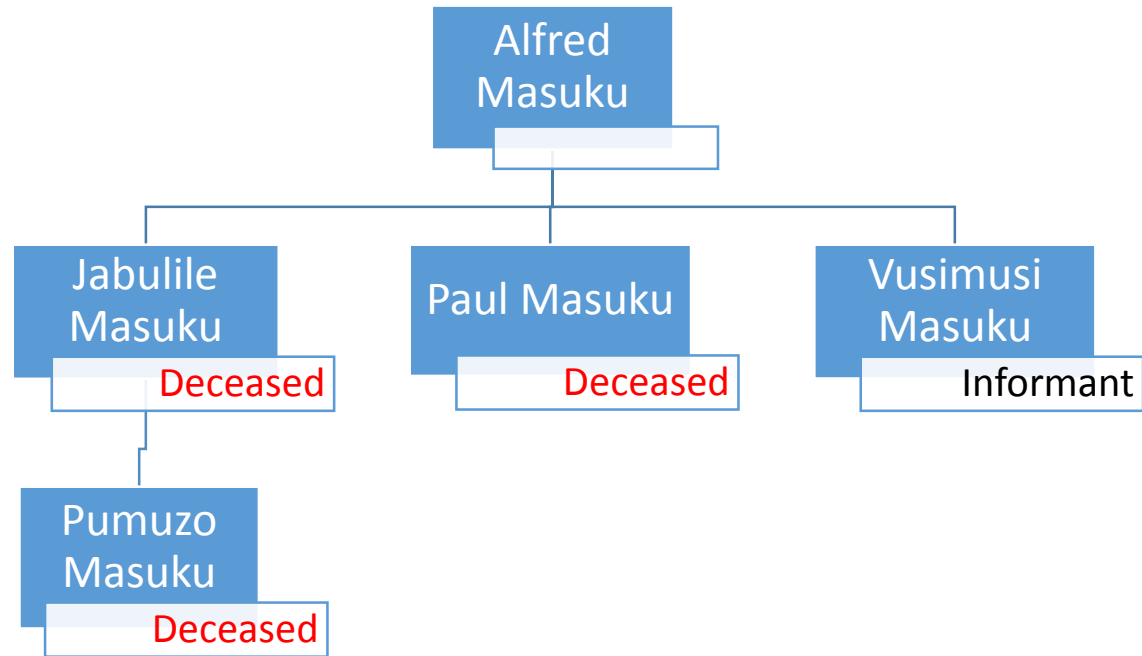 Alfred
Masuku
Jabulile
Masuku
Deceased
Paul Masuku
Deceased
Vusimusi
Masuku
Informant
Pumuzo
Masuku
Deceased